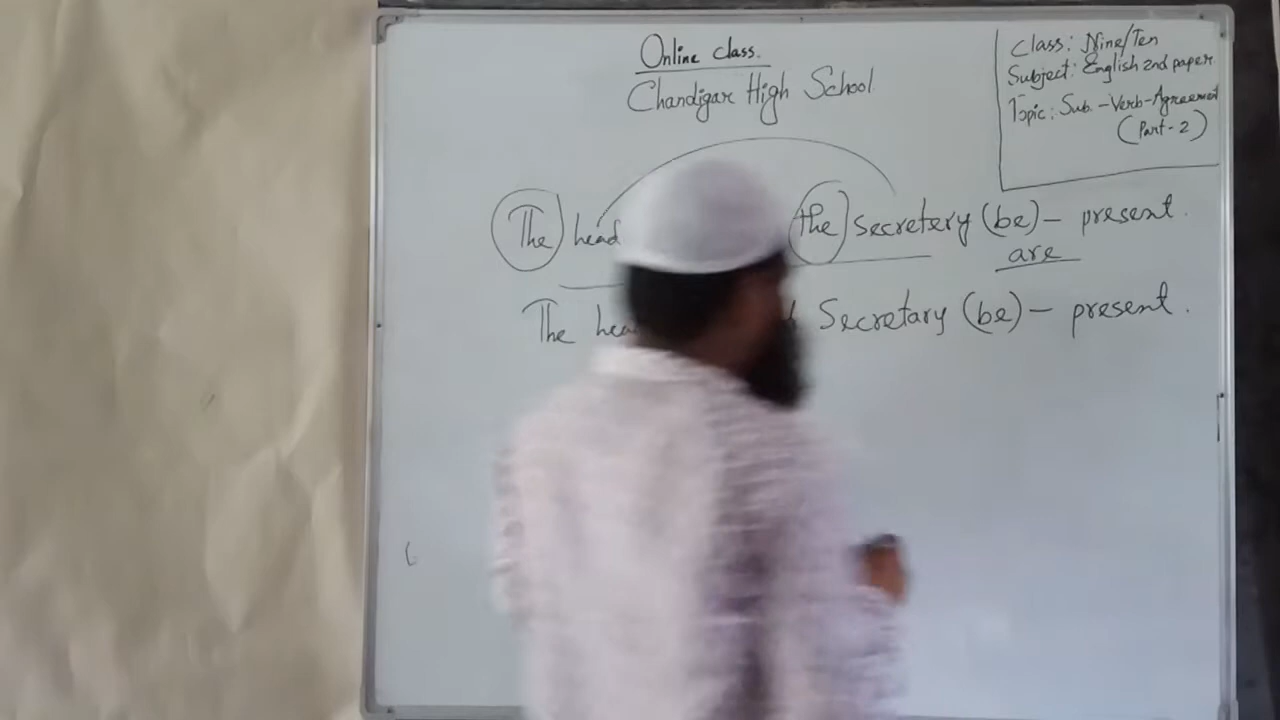 Online class.
Chandigar High School
Class: Nine/Ten
Subject: English 2nd paper
Topic: Sub.-Verb-Agreement
(Part-2)
The head the secretery (be) – present.
are
The Secretary (be) – present.